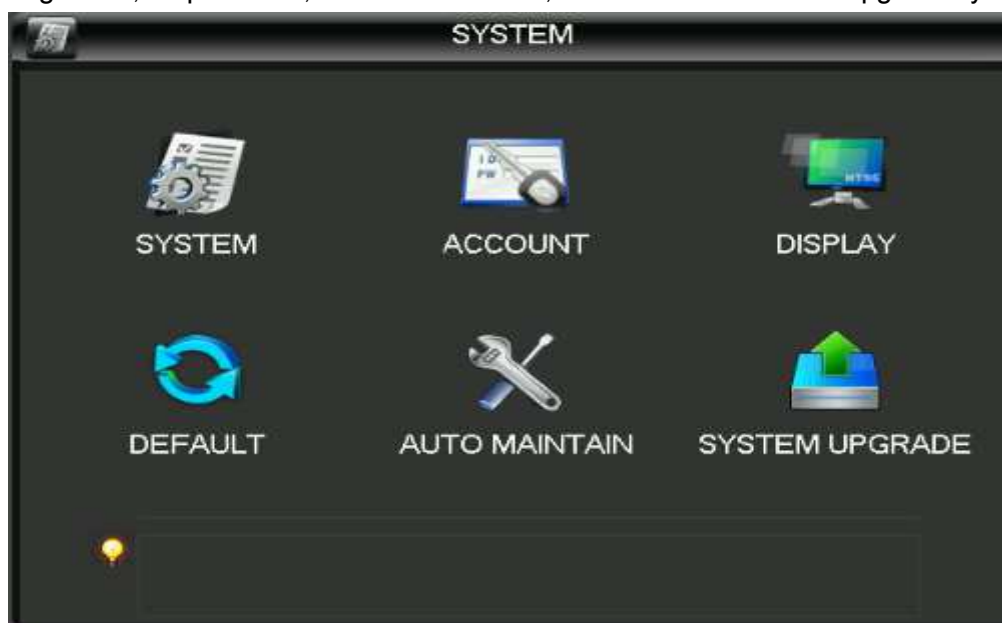 SYSTEM
SYSTEM ACCOUNT DISPLAY
DEFAULT AUTO MAINTAIN SYSTEM UPGRADE